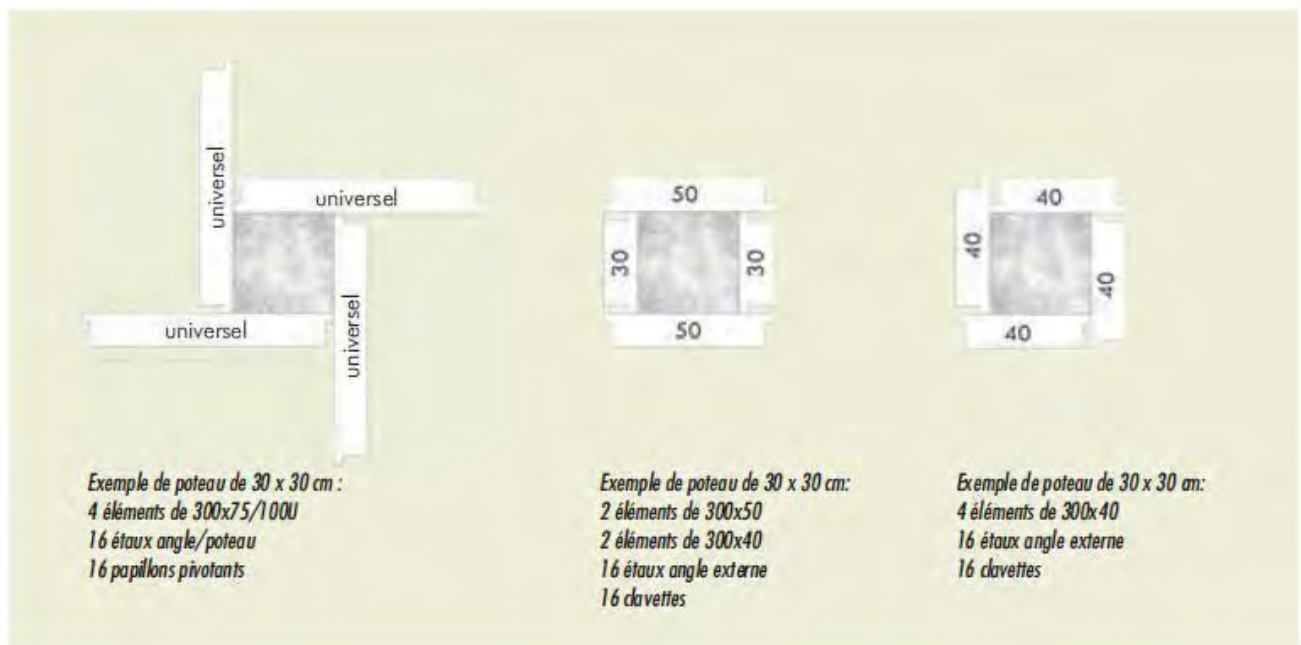 universel
universel
universel
universel
50
30
30
50
40
40
40
40
Exemple de poteau de 30 x 30 cm :
4 éléments de 300x75/100U
16 étaux angle/poteau
16 papillons pivotants
Exemple de poteau de 30 x 30 cm:
2 éléments de 300x50
2 éléments de 300x40
16 étaux angle externe
16 clavettes
Exemple de poteau de 30 x 30 cm:
4 éléments de 300x40
16 étaux angle externe
16 clavettes